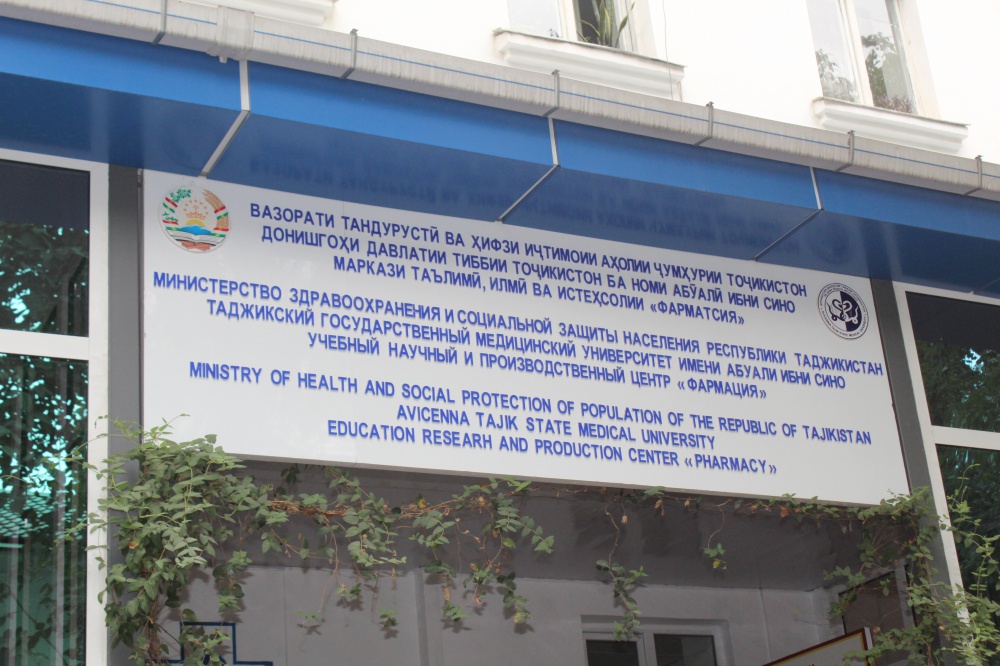 ВАЗОРАТИ ТАНДУРУСТӢ ВА ҲИФЗИ ИҶТИМОИИ АҲОЛИИ ҶУМҲУРИИ ТОҶИКИСТОН
ДОНИШГОҲИ ДАВЛАТИИ ТИББИИ ТОҶИКИСТОН БА НОМИ АБӮАЛӢ ИБНИ СИНО
МАРКАЗИ ТАЪЛИМӢ, ИЛМӢ ВА ИСТЕҲСОЛИИ «ФАРМАТСИЯ»
МИНИСТЕРСТВО ЗДРАВООХРАНЕНИЯ И СОЦИАЛЬНОЙ ЗАЩИТЫ НАСЕЛЕНИЯ РЕСПУБЛИКИ ТАДЖИКИСТАН
ТАДЖИКСКИЙ ГОСУДАРСТВЕННЫЙ МЕДИЦИНСКИЙ УНИВЕРСИТЕТ ИМЕНИ АБУАЛИ ИБНИ СИНО
УЧЕБНЫЙ НАУЧНЫЙ И ПРОИЗВОДСТВЕННЫЙ ЦЕНТР «ФАРМАЦИЯ»
MINISTRY OF HEALTH AND SOCIAL PROTECTION OF POPULATION OF THE REPUBLIC OF TAJIKISTAN
AVICENNA TAJIK STATE MEDICAL UNIVERSITY
EDUCATION RESEARH AND PRODUCTION CENTER «PHARMACY»